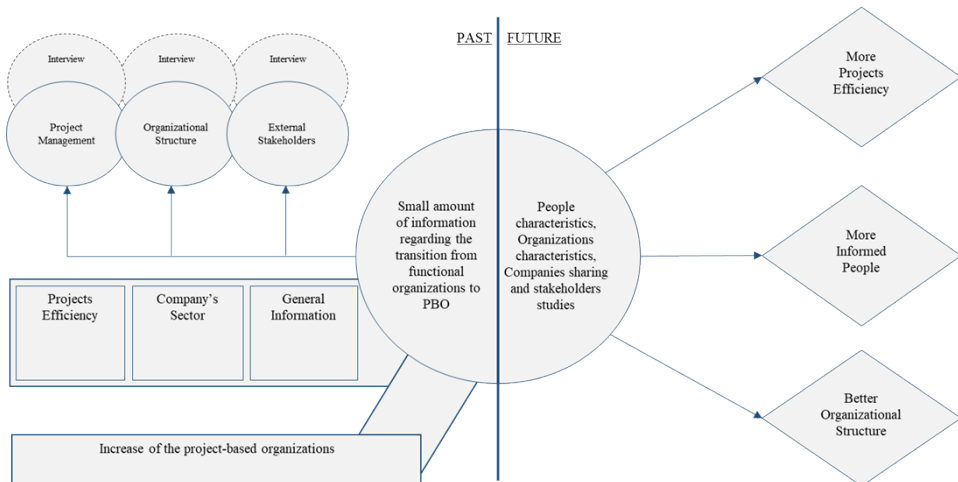 PAST
FUTURE
Interview
Interview
Interview
Project
Management
Organizational
Structure
External
Stakeholders
Small amount
of information
regarding the
transition from
functional
organizations to
PBO
People
characteristics,
Organizations
characteristics,
Companies sharing
and stakeholders
studies
More
Projects
Efficiency
More
Informed
People
Better
Organizational
Structure
Projects
Efficiency
Company's
Sector
General
Information
Increase of the project-based organizations